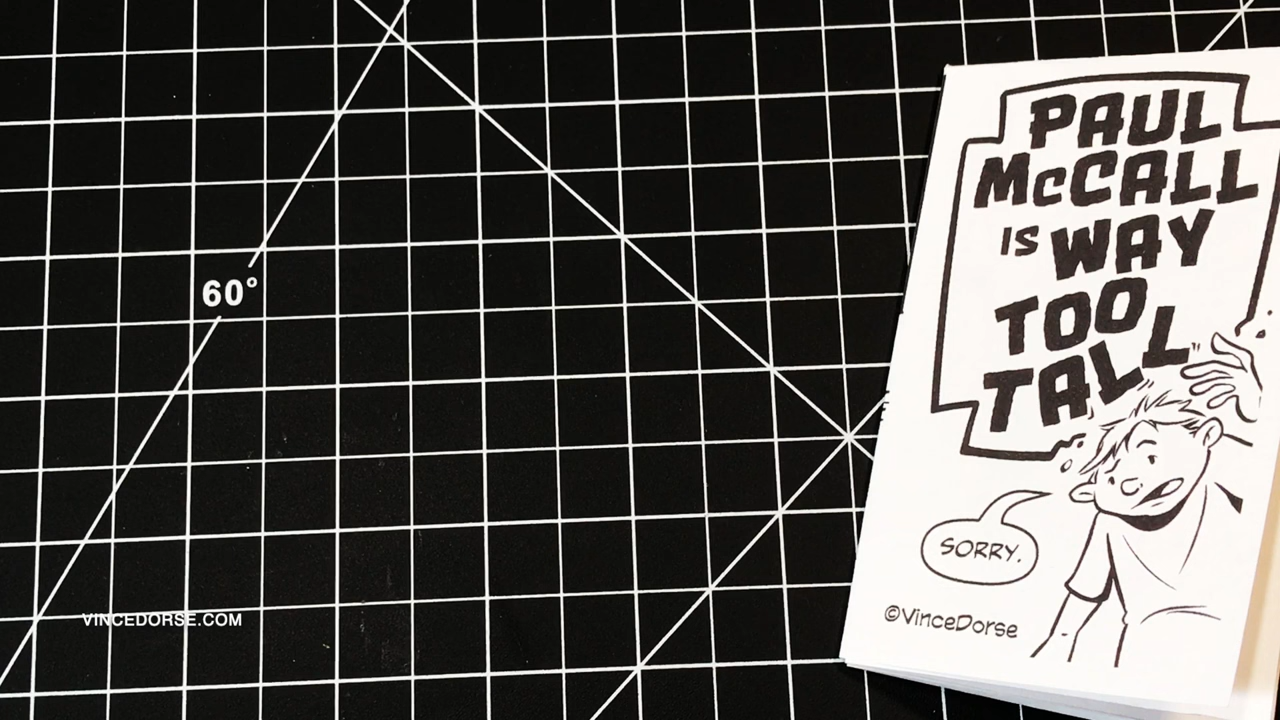 60°
VINCEDORSE.COM
PAUL
McCALL
IS WAY
TOO
TALL
SORRY.
©VinceDorse